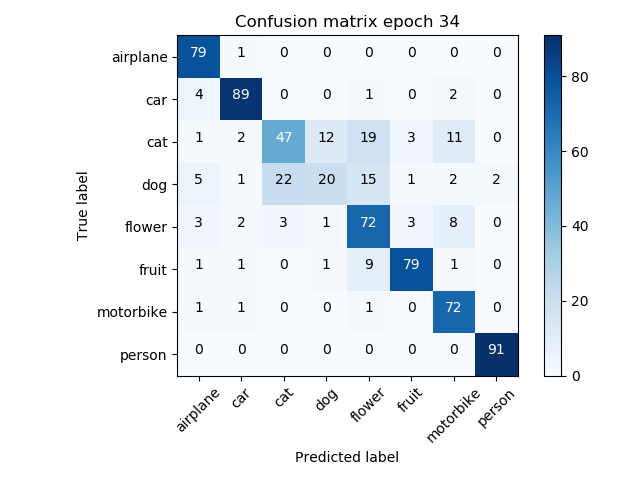 Confusion matrix epoch 34
True label
airplane 79 1 0 0 0 0 0 0
car 4 89 0 0 1 0 2 0
cat 1 2 47 12 19 3 11 0
dog 5 1 22 20 15 1 2 2
flower 3 2 3 1 72 3 8 0
fruit 1 1 0 1 9 79 1 0
motorbike 1 1 0 0 1 0 72 0
person 0 0 0 0 0 0 0 91
airplane car cat dog flower fruit motorbike person
Predicted label
80
60
40
20
0